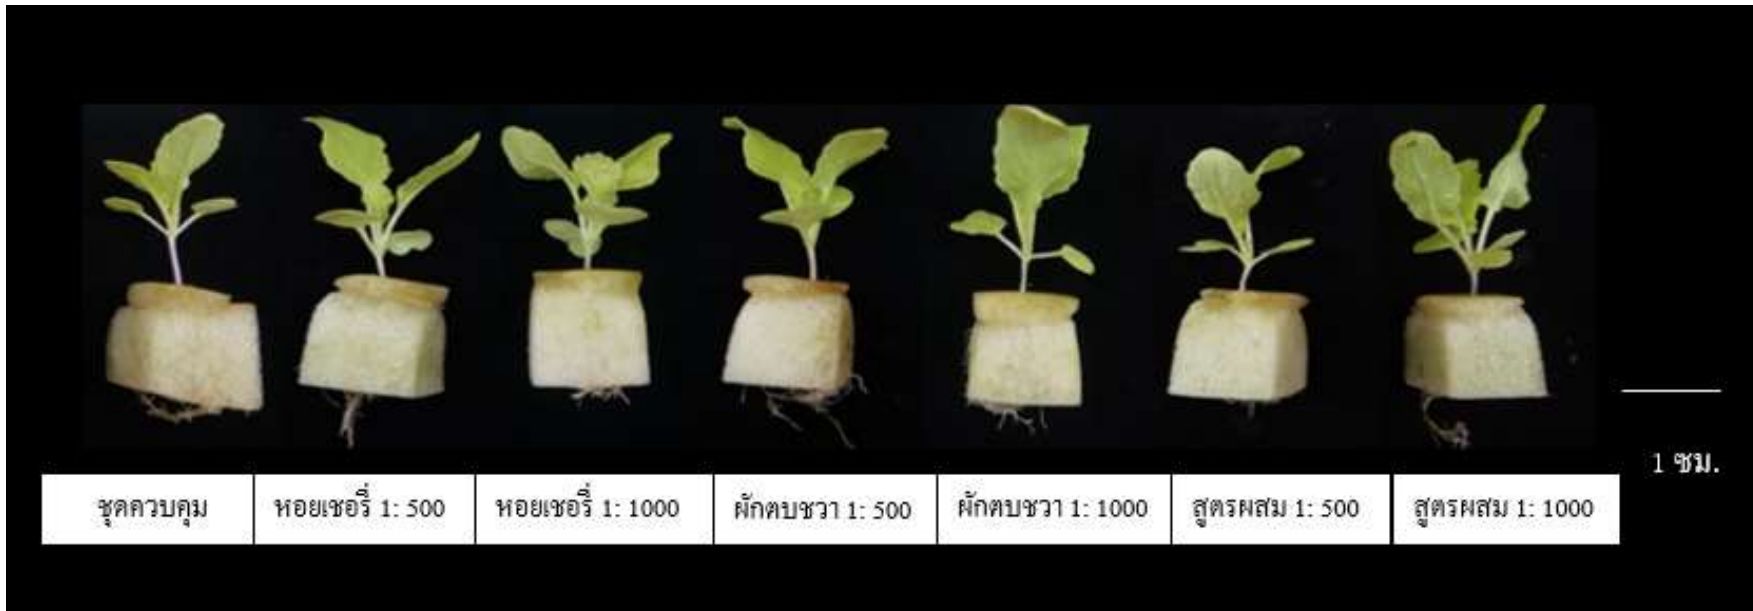 1 ซม.
ชุดควบคุม
หอยเชอรี่ 1: 500
หอยเชอรี่ 1: 1000
ผักตบชวา 1: 500
ผักตบชวา 1: 1000
สูตรผสม 1: 500
สูตรผสม 1: 1000